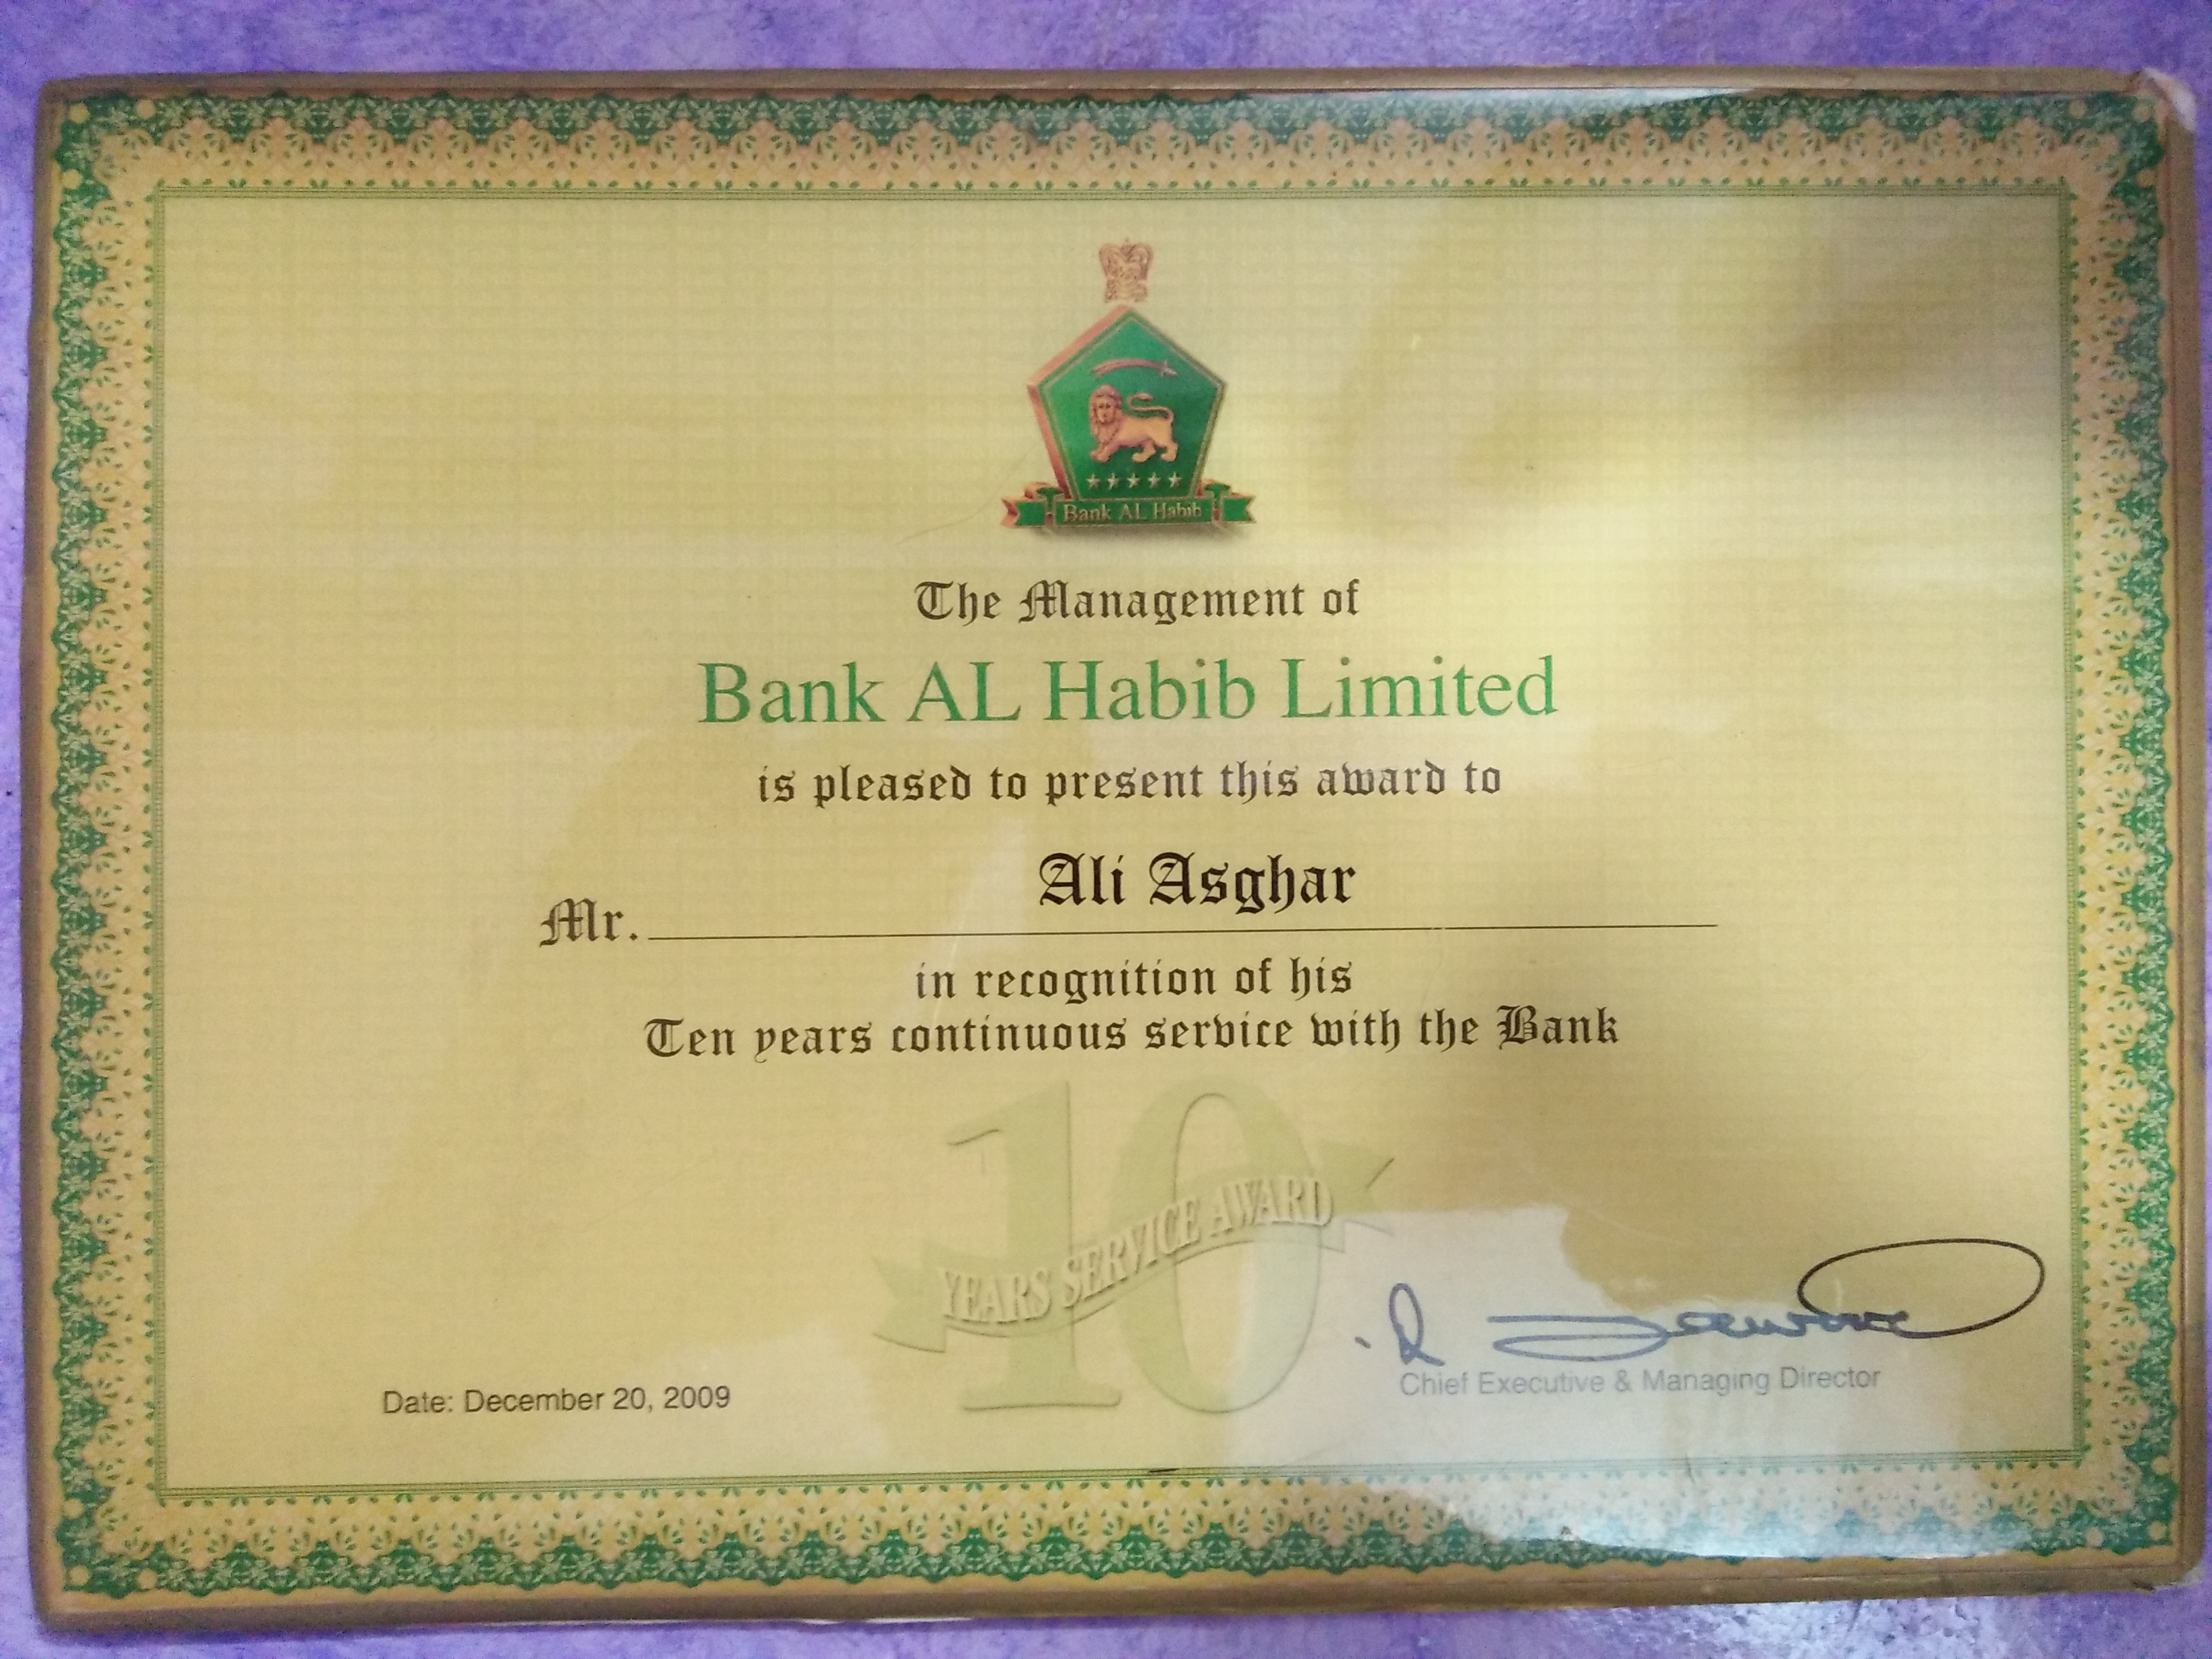 Bank AL Habib
The Management of
Bank AL Habib Limited
is pleased to present this award to
Mr. Ali Asghar
in recognition of his
Ten years continuous service with the Bank
10
YEARS SERVICE AWARD
Chief Executive & Managing Director
Date: December 20, 2009